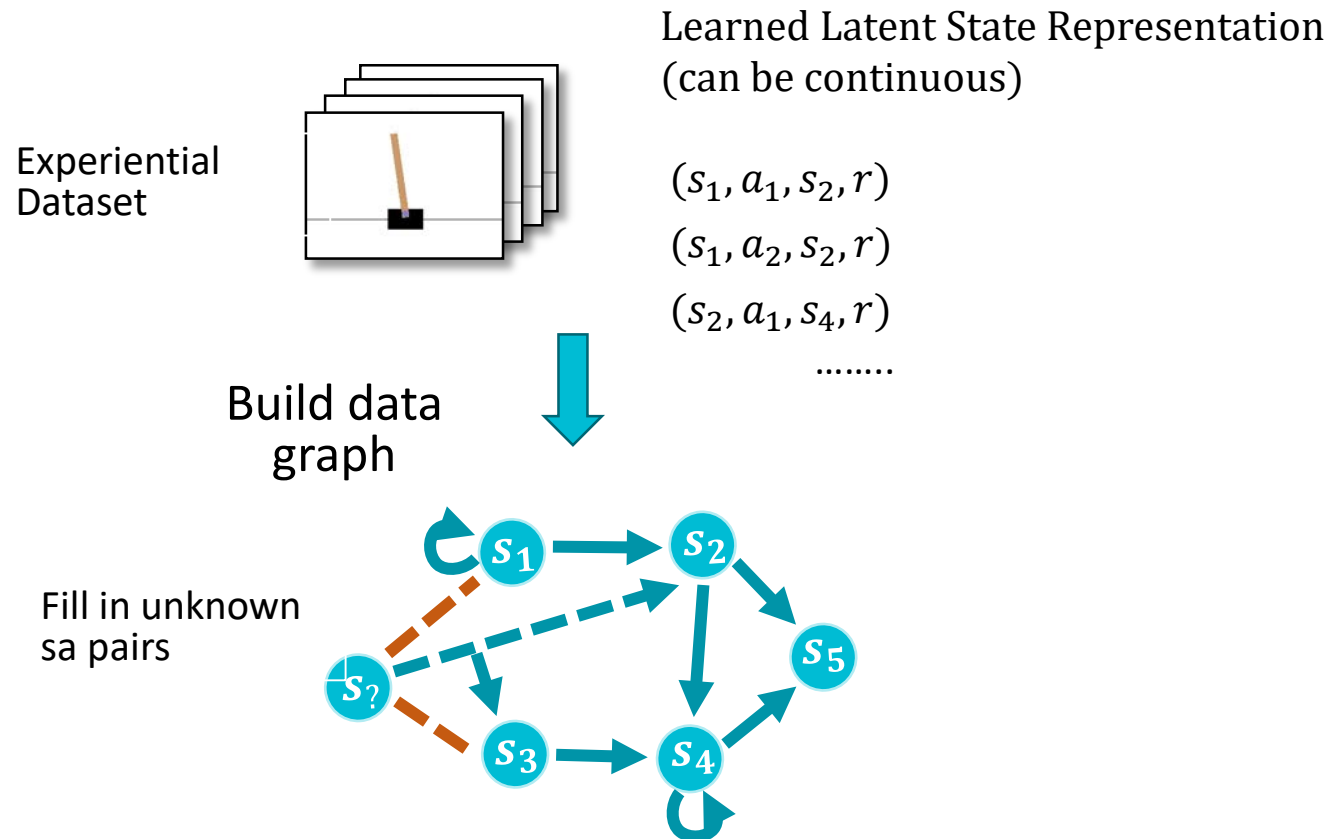 Learned Latent State Representation
(can be continuous)
Experiential
Dataset
(s₁, a₁, s₂, r)
(s₁, a₂, s₂, r)
(s₂, a₁, s₄, r)
........
Build data
graph
Fill in unknown
sa pairs
s₁
s₂
s₅
s?
s₃
s₄